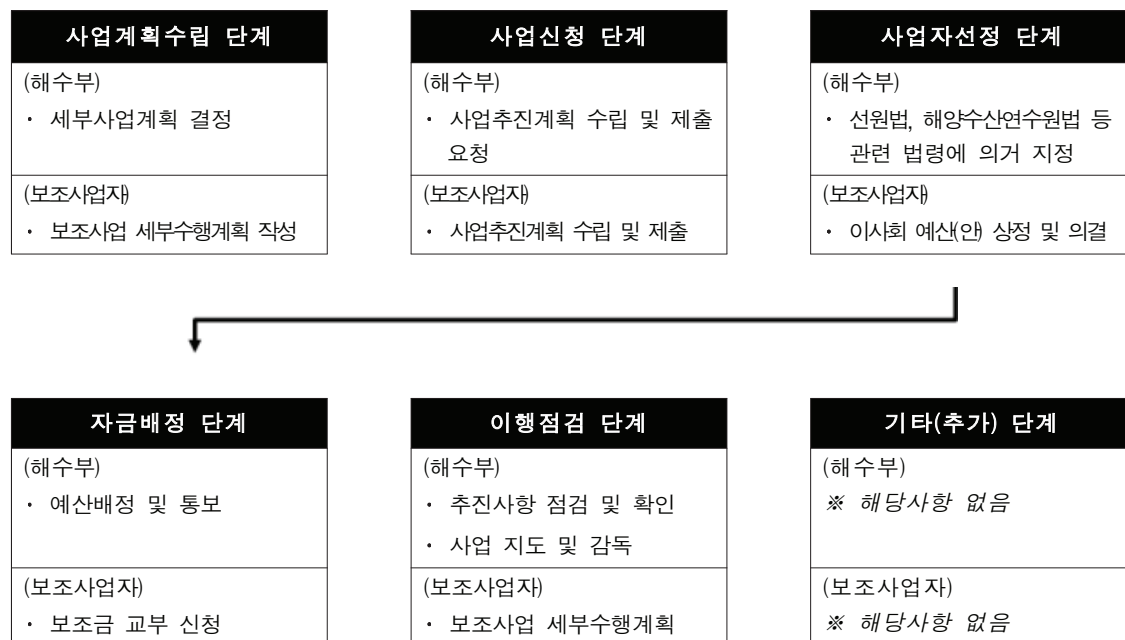 사업계획수립 단계
(해수부)
· 세부사업계획 결정
(보조사업자)
· 보조사업 세부수행계획 작성
사업신청 단계
(해수부)
· 사업추진계획 수립 및 제출
요청
(보조사업자)
· 사업추진계획 수립 및 제출
사업자선정 단계
(해수부)
· 선원법, 해양수산연수원법 등
관련 법령에 의거 지정
(보조사업자)
· 이사회 예산(안) 상정 및 의결
자금배정 단계
(해수부)
· 예산배정 및 통보
(보조사업자)
· 보조금 교부 신청
이행점검 단계
(해수부)
· 추진사항 점검 및 확인
· 사업 지도 및 감독
(보조사업자)
· 보조사업 세부수행계획
기타(추가) 단계
(해수부)
※ 해당사항 없음
(보조사업자)
※ 해당사항 없음